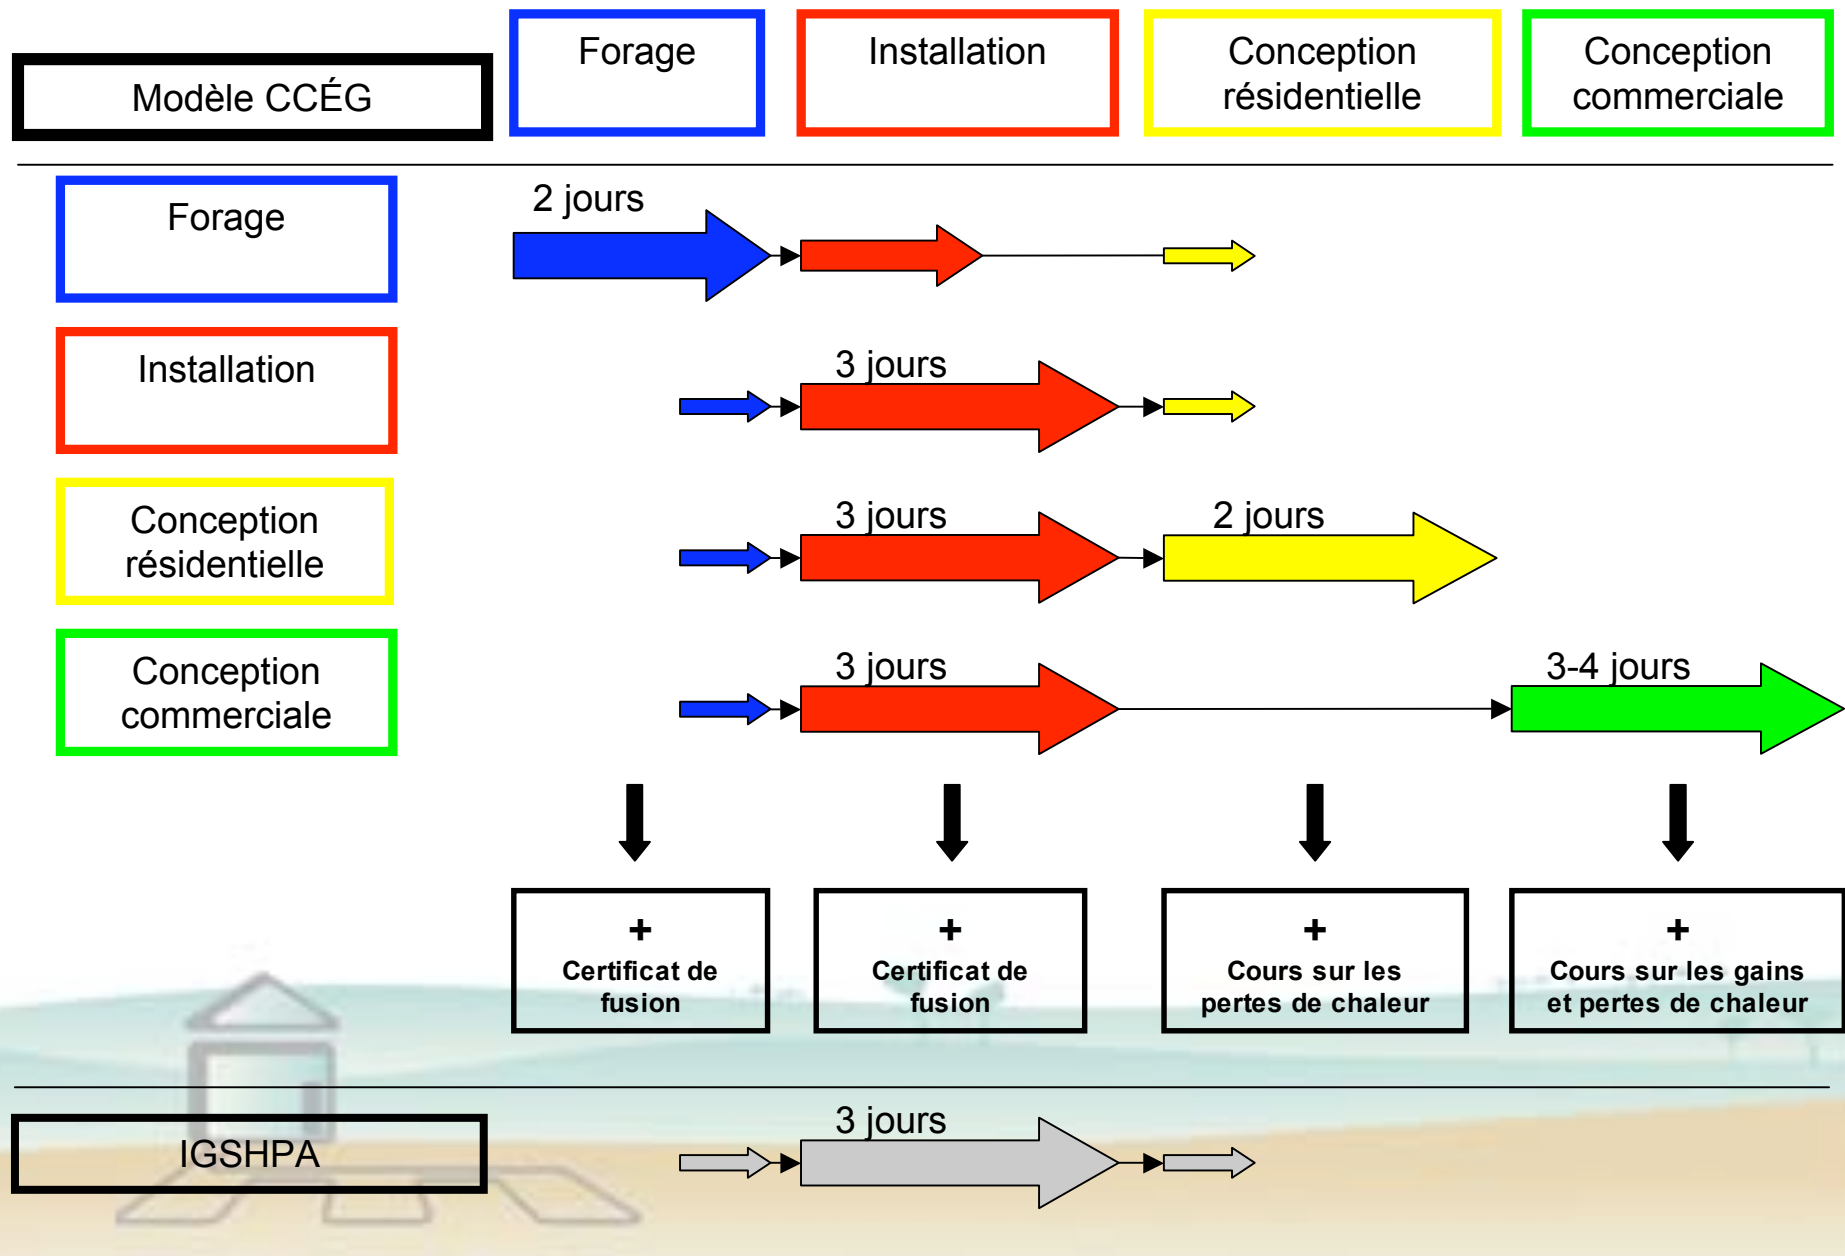 Modèle CCÉG
Forage
Installation
Conception
résidentielle
Conception
commerciale
Forage
2 jours
Installation
3 jours
Conception
résidentielle
3 jours
2 jours
Conception
commerciale
3 jours
3-4 jours
+
Certificat de
fusion
+
Certificat de
fusion
+
Cours sur les
pertes de chaleur
+
Cours sur les gains
et pertes de chaleur
IGSHPA
3 jours